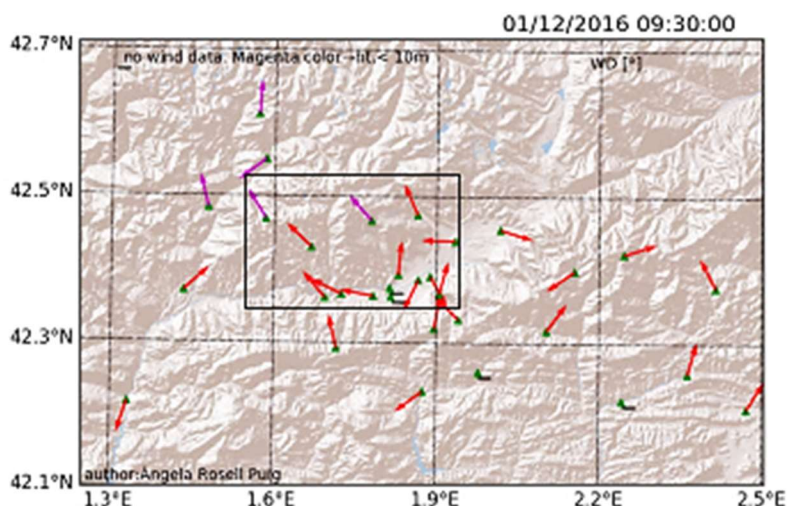 01/12/2016 09:30:00
42.7°N
no wind data. Magenta color→ht.< 10m
WD [°]
42.5°N
42.3°N
42.1°N
author:Angela Rosell Puig
1.3°E
1.6°E
1.9°E
2.2°E
2.5°E